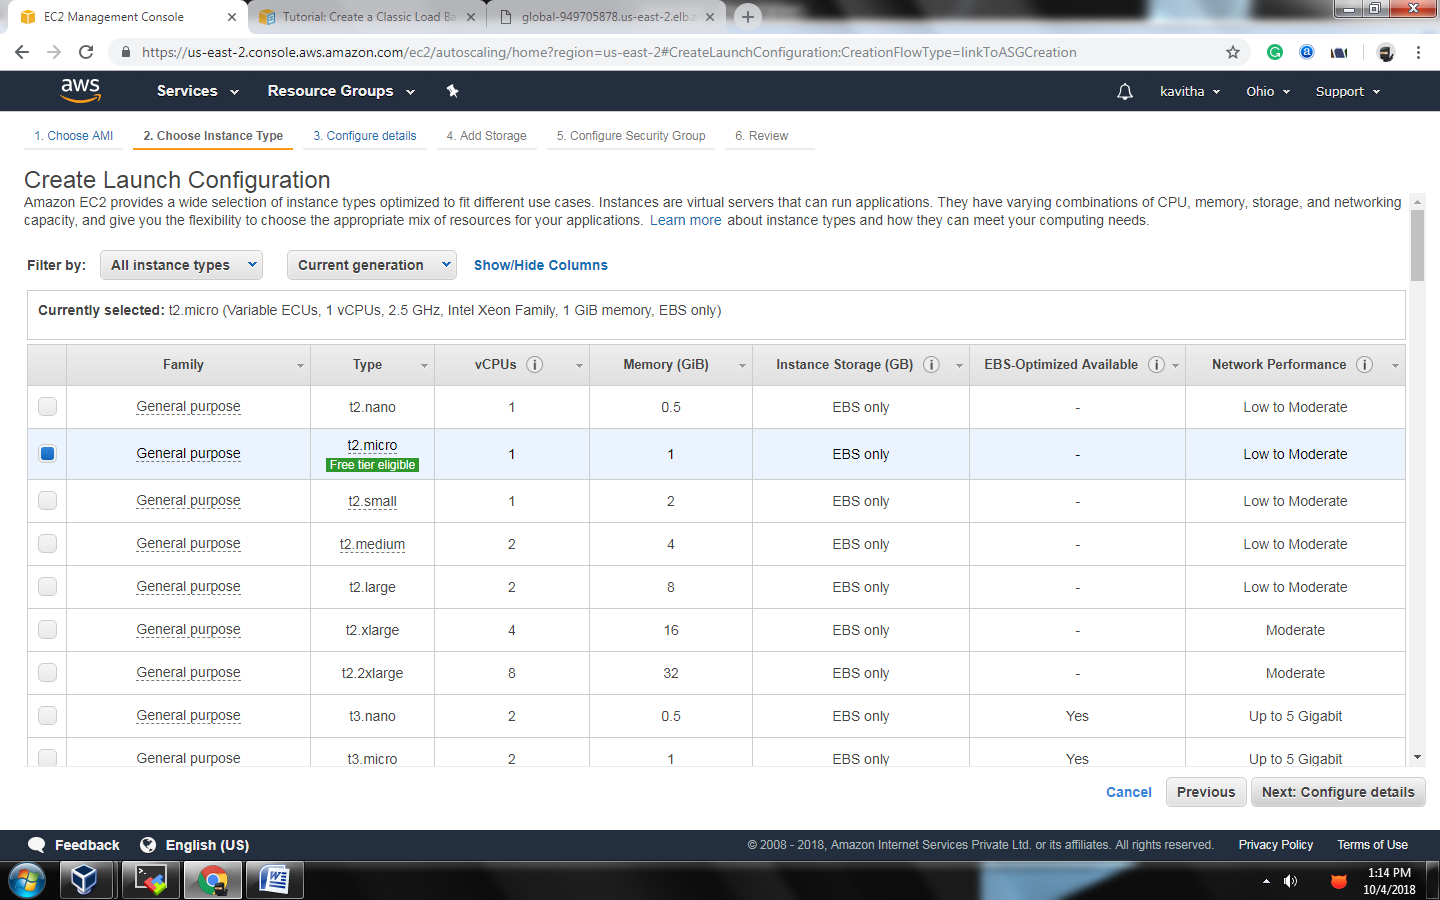 EC2 Management Console
Tutorial: Create a Classic Load Ba
global-949705878.us-east-2.elb.a
https://us-east-2.console.aws.amazon.com/ec2/autoscaling/home?region=us-east-2#CreateLaunchConfiguration:CreationFlowType=linkToASGCreation
aws Services Resource Groups kavitha Ohio Support
1. Choose AMI 2. Choose Instance Type 3. Configure details 4. Add Storage 5. Configure Security Group 6. Review
Create Launch Configuration
Amazon EC2 provides a wide selection of instance types optimized to fit different use cases. Instances are virtual servers that can run applications. They have varying combinations of CPU, memory, storage, and networking
capacity, and give you the flexibility to choose the appropriate mix of resources for your applications. Learn more about instance types and how they can meet your computing needs.
Filter by: All instance types Current generation Show/Hide Columns
Currently selected: t2.micro (Variable ECUs, 1 vCPUs, 2.5 GHz, Intel Xeon Family, 1 GiB memory, EBS only)
Family Type vCPUs Memory (GiB) Instance Storage (GB) EBS-Optimized Available Network Performance
General purpose t2.nano 1 0.5 EBS only - Low to Moderate
General purpose t2.micro 1 1 EBS only - Low to Moderate
Free tier eligible
General purpose t2.small 1 2 EBS only - Low to Moderate
General purpose t2.medium 2 4 EBS only - Low to Moderate
General purpose t2.large 2 8 EBS only - Low to Moderate
General purpose t2.xlarge 4 16 EBS only - Moderate
General purpose t2.2xlarge 8 32 EBS only - Moderate
General purpose t3.nano 2 0.5 EBS only Yes Up to 5 Gigabit
General purpose t3.micro 2 1 EBS only Yes Up to 5 Gigabit
Cancel Previous Next: Configure details
Feedback English (US) © 2008 - 2018, Amazon Internet Services Private Ltd. or its affiliates. All rights reserved. Privacy Policy Terms of Use
1:14 PM
10/4/2018